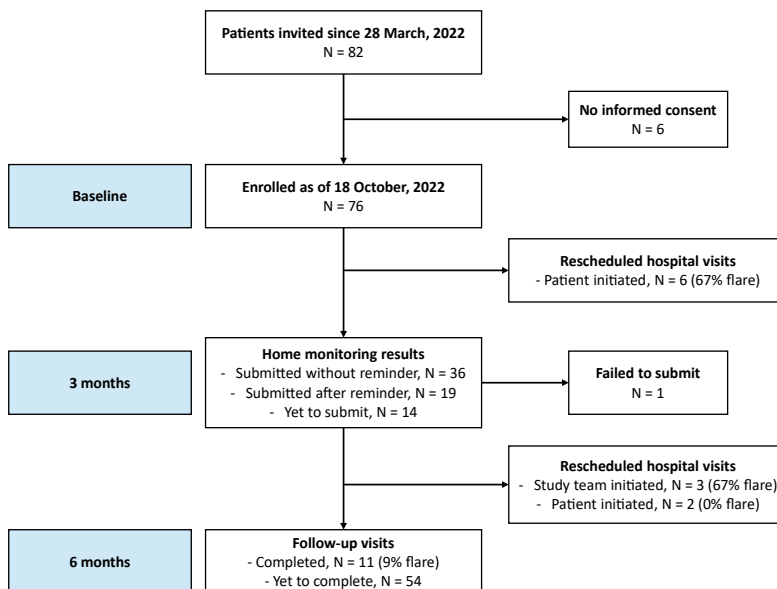 Patients invited since 28 March, 2022
N = 82
No informed consent
N = 6
Baseline
Enrolled as of 18 October, 2022
N = 76
Rescheduled hospital visits
- Patient initiated, N = 6 (67% flare)
3 months
Home monitoring results
- Submitted without reminder, N = 36
- Submitted after reminder, N = 19
- Yet to submit, N = 14
Failed to submit
N = 1
Rescheduled hospital visits
- Study team initiated, N = 3 (67% flare)
- Patient initiated, N = 2 (0% flare)
6 months
Follow-up visits
- Completed, N = 11 (9% flare)
- Yet to complete, N = 54